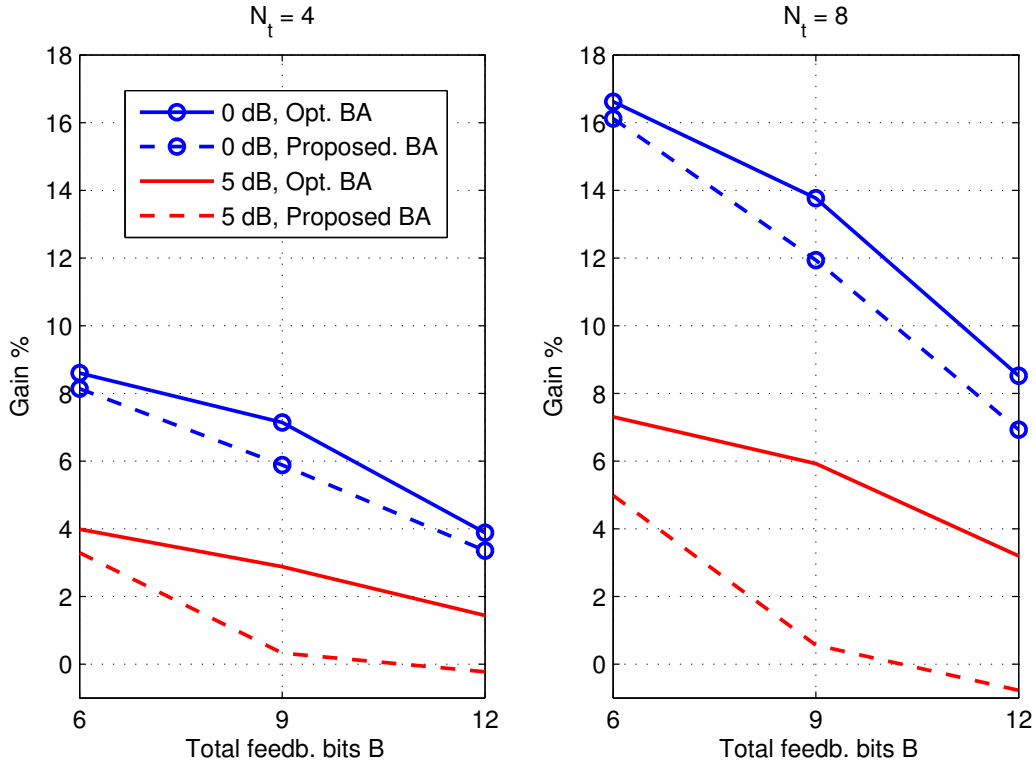 N_t = 4
18
16
14
12
10
8
6
4
2
0
Gain %
0 dB, Opt. BA
0 dB, Proposed. BA
5 dB, Opt. BA
5 dB, Proposed BA
6
9
12
Total feedb. bits B
N_t = 8
18
16
14
12
10
8
6
4
2
0
Gain %
6
9
12
Total feedb. bits B